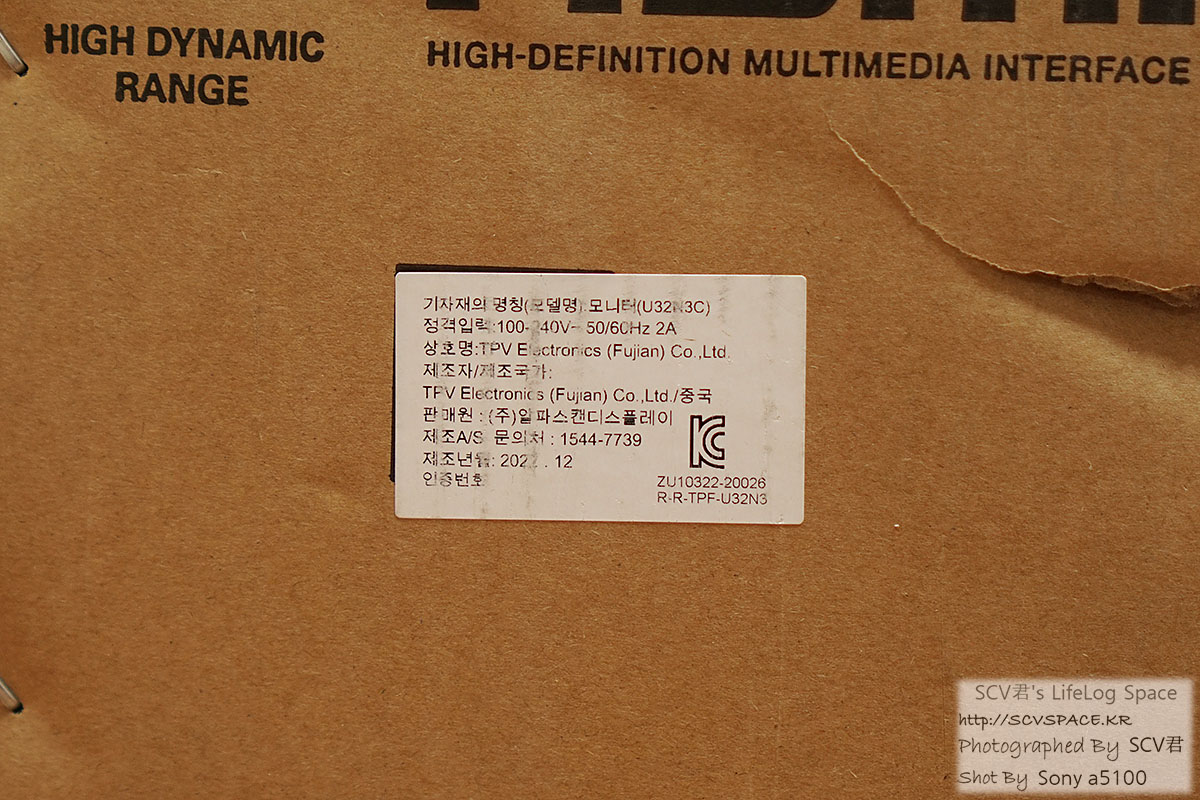 HIGH DYNAMIC
RANGE
HIGH-DEFINITION MULTIMEDIA INTERFACE
기자재의 명칭(모델명):모니터(U32N3C)
정격입력:100-240V~ 50/60Hz 2A
상호명:TPV Electronics (Fujian) Co.,Ltd.
제조자/제조국가:
TPV Electronics (Fujian) Co.,Ltd./중국
판매원 : (주)알파스캔디스플레이
제조A/S 문의처 : 1544-7739
제조년월: . 12
인증번호
ZU10322-20026
R-R-TPF-U32N3
SCV君's LifeLog Space
http://SCVSPACE.KR
Photographed By SCV君
Shot By Sony a5100